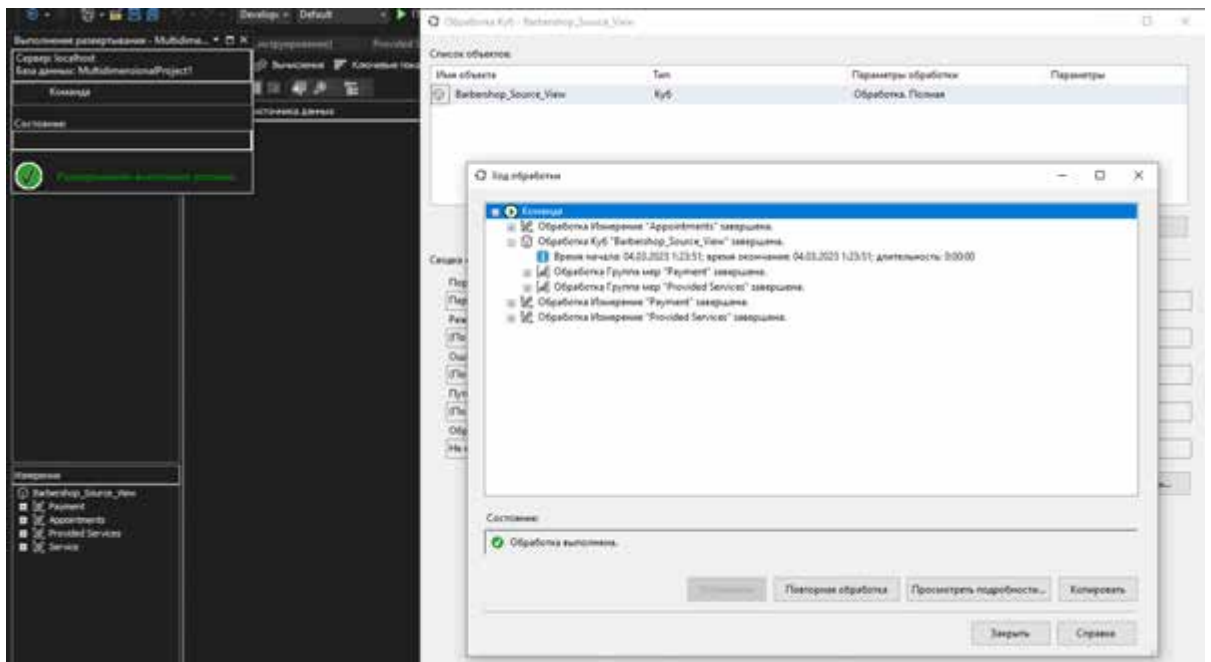 Develop
Default
Выполнение развертывания - Multidime...
Сервер: localhost
База данных: MultidimensionalProject1
Команда
Состояние:
Развертывание выполнено успешно
Вычисления
источника данных
Измерения
Barbershop_Source_View
Payment
Appointments
Provided Services
Service
Обработка Куб - Barbershop_Source_View
Список объектов:
Имя объекта Тип Параметры обработки Параметры
Barbershop_Source_View Куб Обработка. Полная
Ход обработки
Команда
Обработка Измерение "Appointments" завершена.
Обработка Куб "Barbershop_Source_View" завершена.
Время начала: 04.03.2023 1:23:51; время окончания: 04.03.2023 1:23:51; длительность: 0:00:00
Обработка Группа мер "Payment" завершена.
Обработка Группа мер "Provided Services" завершена.
Обработка Измерение "Payment" завершена.
Обработка Измерение "Provided Services" завершена.
Состояние:
Обработка выполнена.
Повторная обработка
Просмотреть подробности...
Копировать
Закрыть
Справка